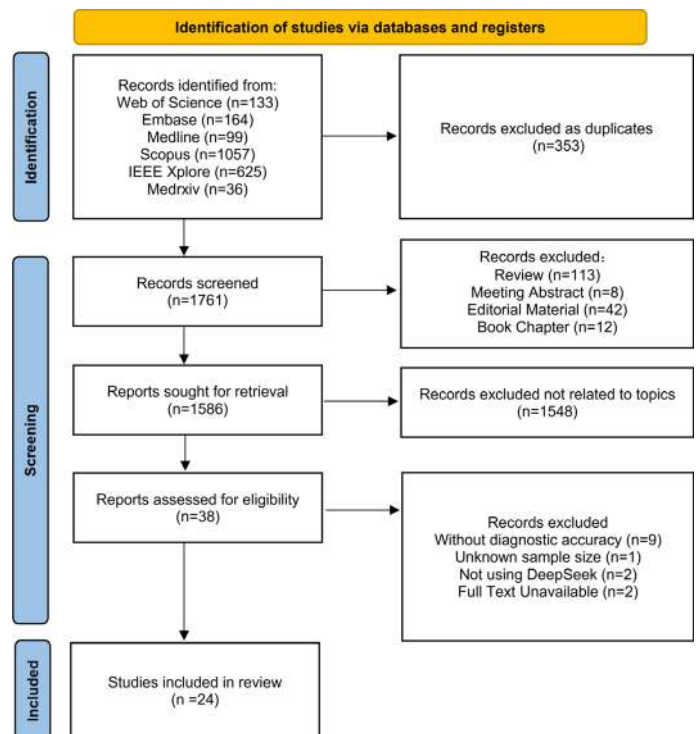 Identification of studies via databases and registers
Identification
Records identified from:
Web of Science (n=133)
Embase (n=164)
Medline (n=99)
Scopus (n=1057)
IEEE Xplore (n=625)
Medrxiv (n=36)
Records excluded as duplicates
(n=353)
Screening
Records screened
(n=1761)
Records excluded：
Review (n=113)
Meeting Abstract (n=8)
Editorial Material (n=42)
Book Chapter (n=12)
Reports sought for retrieval
(n=1586)
Records excluded not related to topics
(n=1548)
Reports assessed for eligibility
(n=38)
Records excluded
Without diagnostic accuracy (n=9)
Unknown sample size (n=1)
Not using DeepSeek (n=2)
Full Text Unavailable (n=2)
Included
Studies included in review
(n =24)